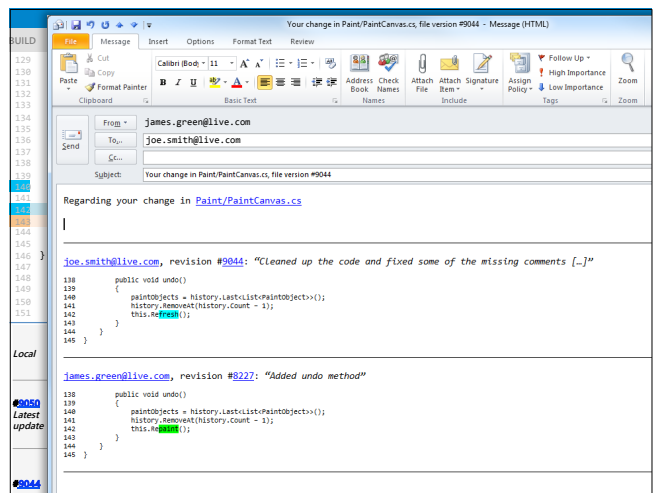 Your change in Paint/PaintCanvas.cs, file version #9044 - Message (HTML)
BUILD
File Message Insert Options Format Text Review
Paste
Cut
Copy
Format Painter
Clipboard
Calibri (Body 11
B I U
Basic Text
Address Book
Check Names
Names
Attach File
Attach Item
Signature
Include
Assign Policy
Follow Up
High Importance
Low Importance
Tags
Zoom
Zoom
129
130
131
132
133
134
135
136
137
138
139
140
141
142
143
144
145
146 }
147
148
149
150
151
Send
From james.green@live.com
To... joe.smith@live.com
Cc...
Subject: Your change in Paint/PaintCanvas.cs, file version #9044
Regarding your change in Paint/PaintCanvas.cs
joe.smith@live.com, revision #9044: “Cleaned up the code and fixed some of the missing comments […]”
138 public void undo()
139 {
140 paintObjects = history.Last<List<PaintObject>>();
141 history.RemoveAt(history.Count - 1);
142 this.Refresh();
143 }
144 }
145 }
james.green@live.com, revision #8227: “Added undo method”
138 public void undo()
139 {
140 paintObjects = history.Last<List<PaintObject>>();
141 history.RemoveAt(history.Count - 1);
142 this.Repaint();
143 }
144 }
145 }
Local
#9050
Latest
update
#9044